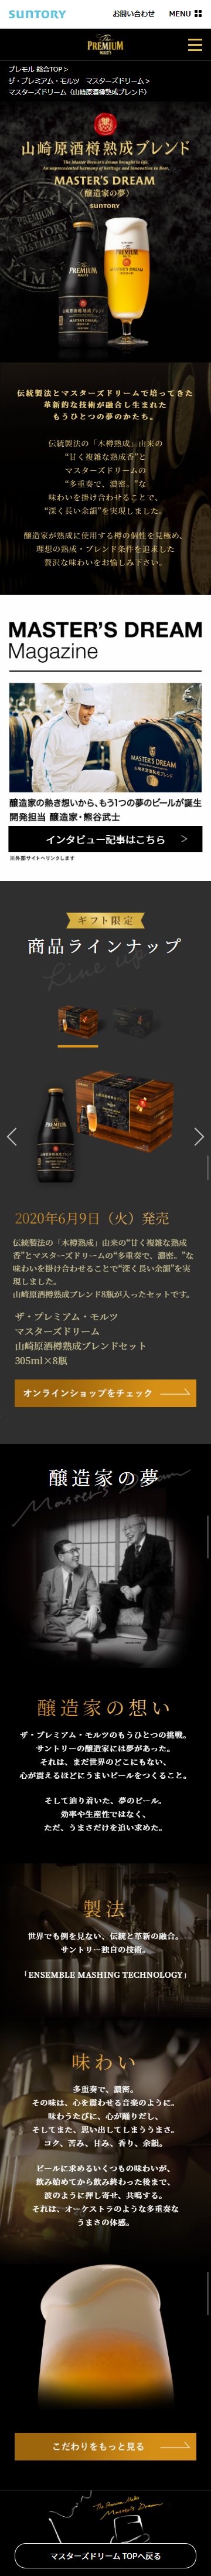 SUNTORY
お問い合わせ
MENU
The
PREMIUM
MALT'S
プレモル 総合TOP >
ザ・プレミアム・モルツ　マスターズドリーム >
マスターズドリーム〈山崎原酒樽熟成ブレンド〉
山崎原酒樽熟成ブレンド
The Master Brewer's dream brought to life.
An unprecedented innovation and luxury in Beer.
MASTER'S DREAM
〈醸造家の夢〉
SUNTORY
伝統製法とマスターズドリームで培ってきた
革新的な技術が融合し生まれた
もうひとつの夢のかたち。
伝統製法の「木樽熟成」由来の
“甘く複雑な熟成香”と
マスターズドリームの
“多重奏で、濃密。”な
味わいを掛け合わせることで、
“深く長い余韻”を実現しました。
醸造家が熟成に使用する樽の個性を見極め、
理想の熟成・ブレンド条件を追求した
贅沢な味わいをお愉しみ下さい。
MASTER'S DREAM
Magazine
醸造家の熱き想いから、もう1つの夢のビールが誕生
開発担当 醸造家・熊谷武士
インタビュー記事はこちら
※外部サイトへリンクします
ギフト限定
商品ラインナップ
Line up
2020年6月9日（火）発売
伝統製法の「木樽熟成」由来の“甘く複雑な熟成
香”とマスターズドリームの“多重奏で、濃密。”な
味わいを掛け合わせることで“深く長い余韻”を実
現しました。
山崎原酒樽熟成ブレンド8瓶が入ったセットです。
ザ・プレミアム・モルツ
マスターズドリーム
山崎原酒樽熟成ブレンドセット
305ml×8瓶
オンラインショップをチェック
醸造家の夢
Master's Dream
醸造家の想い
ザ・プレミアム・モルツのもうひとつの挑戦。
サントリーの醸造家には夢があった。
それは、まだ世界のどこにもない、
心が震えるほどにうまいビールをつくること。
そして辿り着いた、夢のビール。
効率や生産性ではなく、
ただ、うまさだけを追い求めた。
製法
世界でも例を見ない、伝統と革新の融合。
サントリー独自の技術。
「ENSEMBLE MASHING TECHNOLOGY」
味わい
多重奏で、濃密。
その味は、心を震わせる音楽のように。
味わうたびに、心が踊りだし、
そしてまた、思い出してしまううまさ。
コク、苦み、甘み、香り、余韻。
ビールに求めるいくつもの味わいが、
飲み始めてから飲み終わった後まで、
波のように押し寄せ、共鳴する。
それは、オーケストラのような多重奏な
うまさの体感。
こだわりをもっと見る
The Premium Malt's
Master's Dream
マスターズドリーム TOPへ戻る